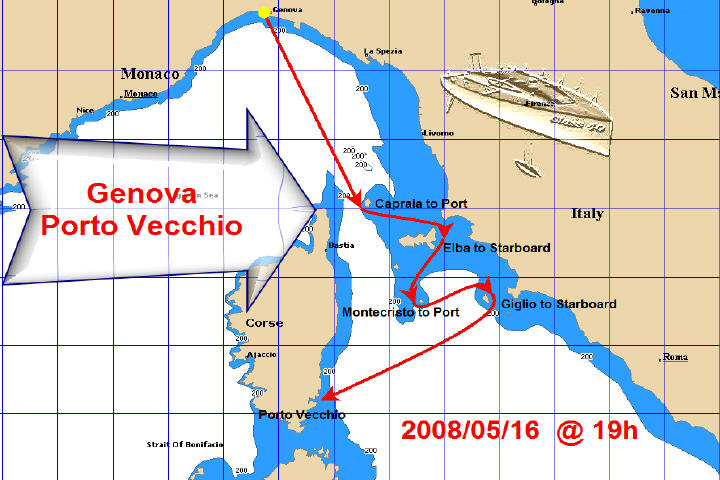 Genova
Bologna
Ravenna
200
La Spezia
200
Monaco
200
Monaco
Nice
200
Firenze
San Ma
Class 40
Livorno
200
200
Genova
Porto Vecchio
200
200
Capraia to Port
Italy
Bastia
Elba to Starboard
200
Montecristo to Port
Giglio to Starboard
200
Corse
Ajaccio
200
Roma
200
200
200
Porto Vecchio
2008/05/16 @ 19h
Strait Of Bonifacio
200
200